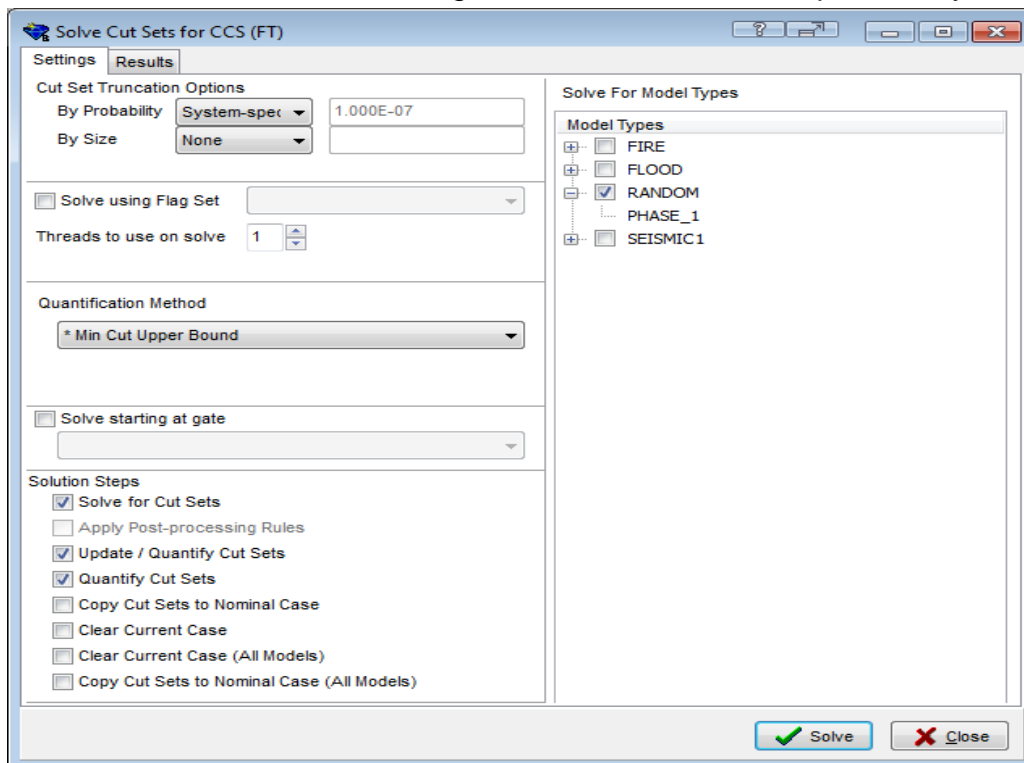 Solve Cut Sets for CCS (FT)
Settings Results
Cut Set Truncation Options
By Probability System-spec 1.000E-07
By Size None
Solve using Flag Set
Threads to use on solve 1
Quantification Method
* Min Cut Upper Bound
Solve starting at gate
Solution Steps
Solve for Cut Sets
Apply Post-processing Rules
Update / Quantify Cut Sets
Quantify Cut Sets
Copy Cut Sets to Nominal Case
Clear Current Case
Clear Current Case (All Models)
Copy Cut Sets to Nominal Case (All Models)
Solve For Model Types
Model Types
FIRE
FLOOD
RANDOM
PHASE_1
SEISMIC1
Solve Close